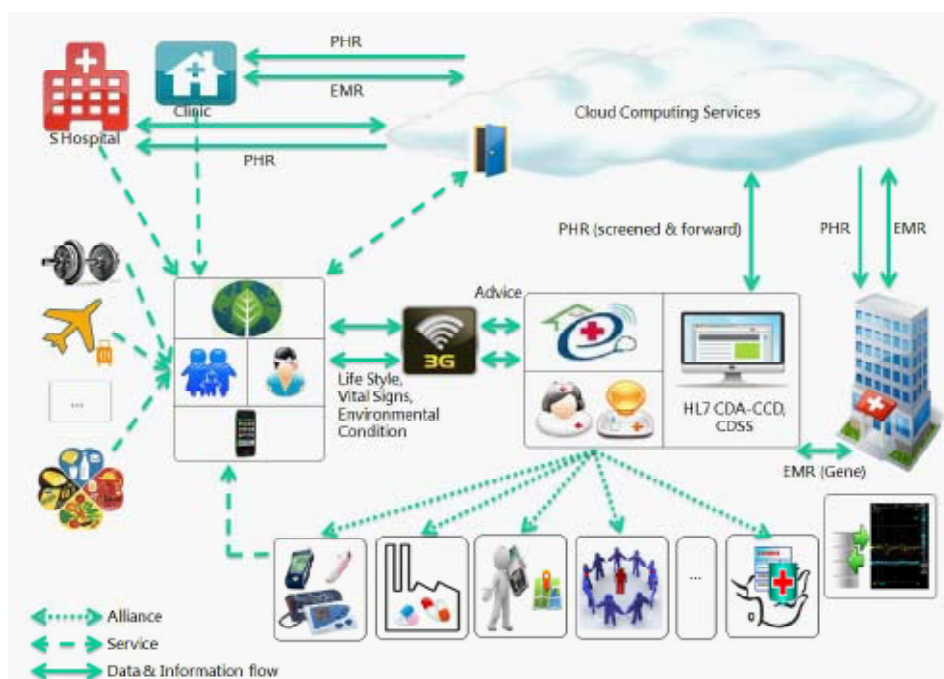 PHR
EMR
Clinic
S Hospital
PHR
Cloud Computing Services
PHR (screened & forward)
PHR
EMR
Advice
3G
Life Style,
Vital Signs,
Environmental
Condition
HL7 CDA-CCD,
CDSS
EMR (Gene)
...
...
Alliance
Service
Data & Information flow